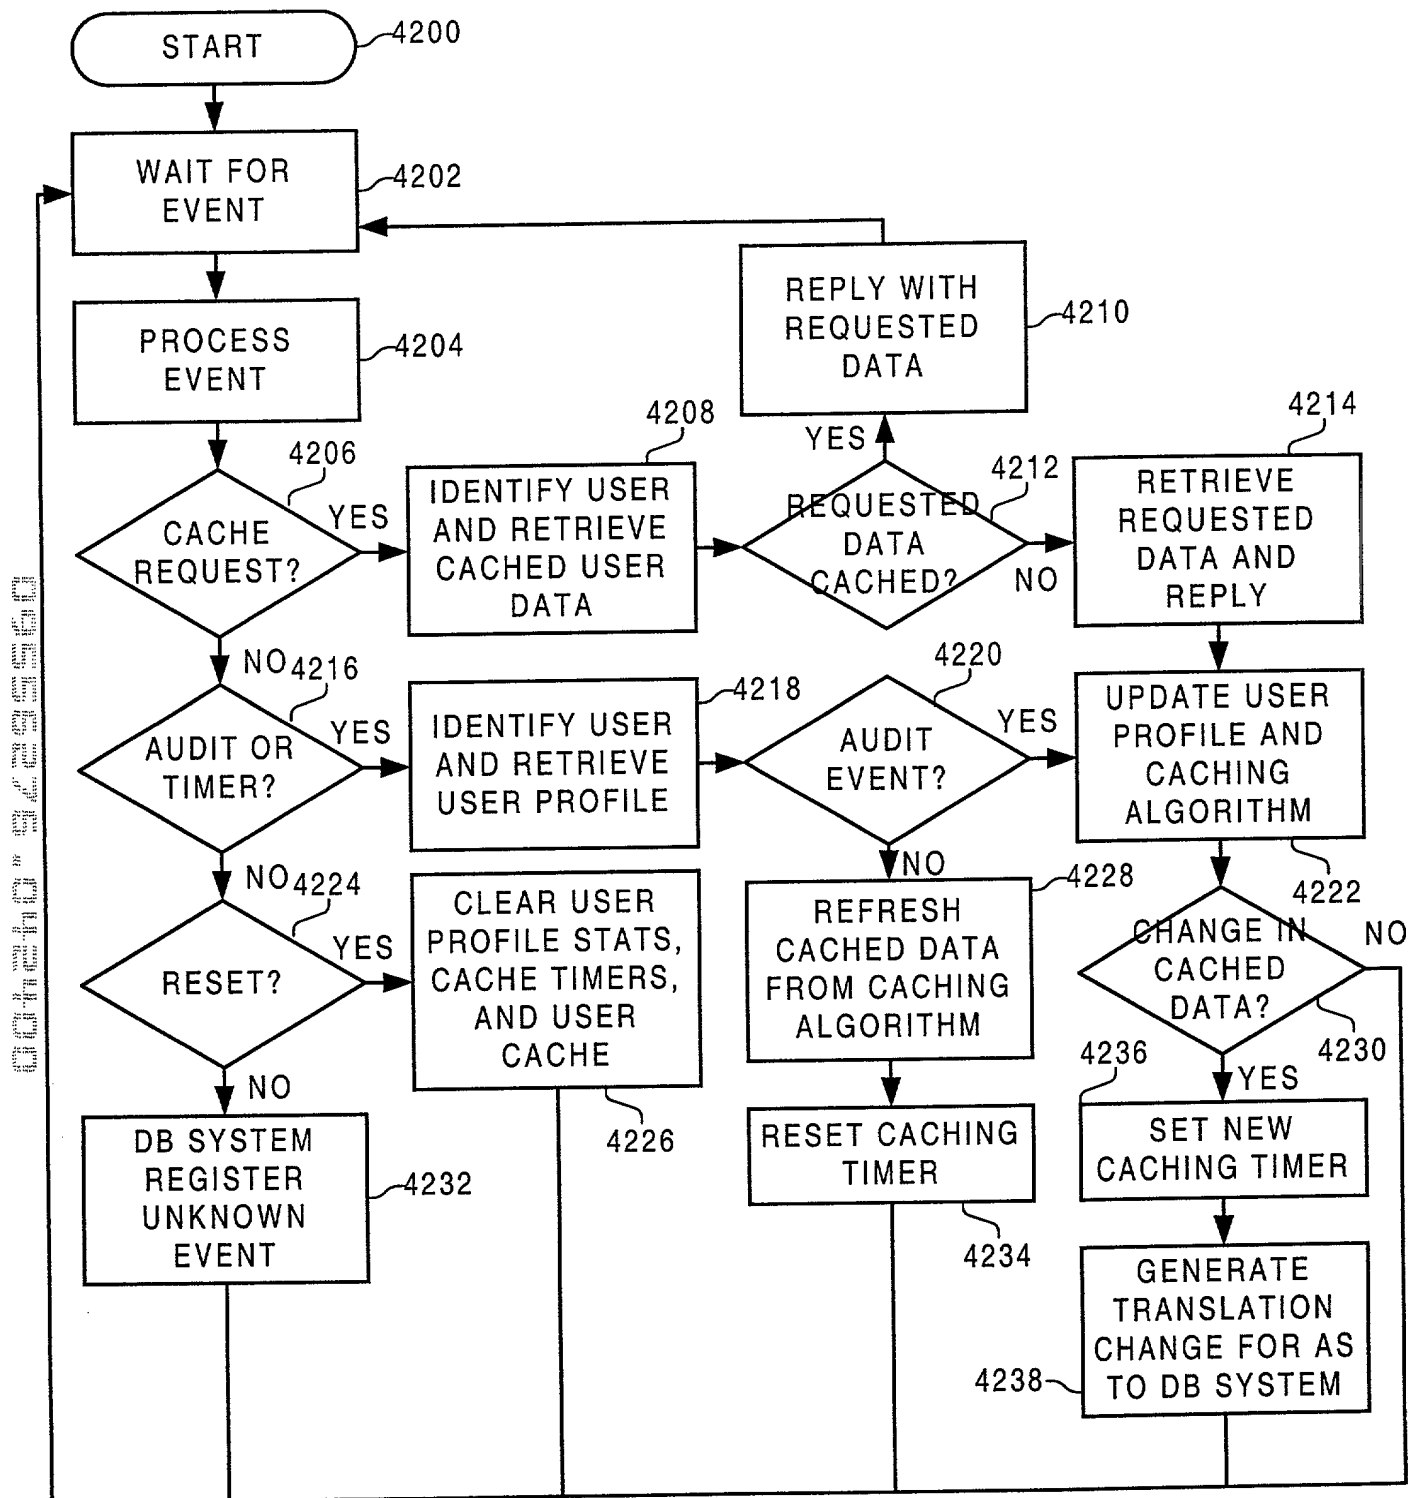 START
4200
WAIT FOR
EVENT
4202
PROCESS
EVENT
4204
REPLY WITH
REQUESTED
DATA
4210
YES
4206
CACHE
REQUEST?
YES
4208
IDENTIFY USER
AND RETRIEVE
CACHED USER
DATA
4212
REQUESTED
DATA
CACHED?
NO
4214
RETRIEVE
REQUESTED
DATA AND
REPLY
NO
4216
AUDIT OR
TIMER?
YES
4218
IDENTIFY USER
AND RETRIEVE
USER PROFILE
4220
AUDIT
EVENT?
YES
UPDATE USER
PROFILE AND
CACHING
ALGORITHM
4222
NO
4224
RESET?
YES
CLEAR USER
PROFILE STATS,
CACHE TIMERS,
AND USER
CACHE
4226
NO
4228
REFRESH
CACHED DATA
FROM CACHING
ALGORITHM
CHANGE IN
CACHED
DATA?
NO
4230
NO
DB SYSTEM
REGISTER
UNKNOWN
EVENT
4232
RESET CACHING
TIMER
4234
YES
4236
SET NEW
CACHING TIMER
GENERATE
TRANSLATION
CHANGE FOR AS
TO DB SYSTEM
4238